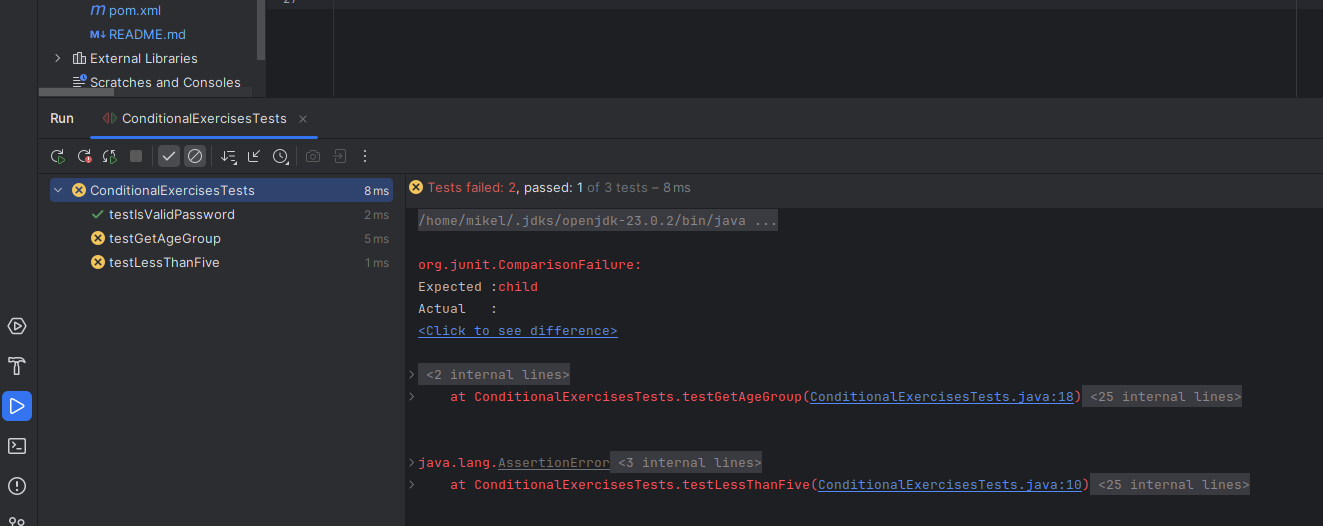 27
pom.xml
M↓ README.md
External Libraries
Scratches and Consoles
Run
ConditionalExercisesTests
ConditionalExercisesTests 8 ms
testIsValidPassword 2 ms
testGetAgeGroup 5 ms
testLessThanFive 1 ms
Tests failed: 2, passed: 1 of 3 tests – 8 ms
/home/mikel/.jdks/openjdk-23.0.2/bin/java ...
org.junit.ComparisonFailure:
Expected :child
Actual   :
<Click to see difference>
<2 internal lines>
at ConditionalExercisesTests.testGetAgeGroup(ConditionalExercisesTests.java:18) <25 internal lines>
java.lang.AssertionError <3 internal lines>
at ConditionalExercisesTests.testLessThanFive(ConditionalExercisesTests.java:10) <25 internal lines>